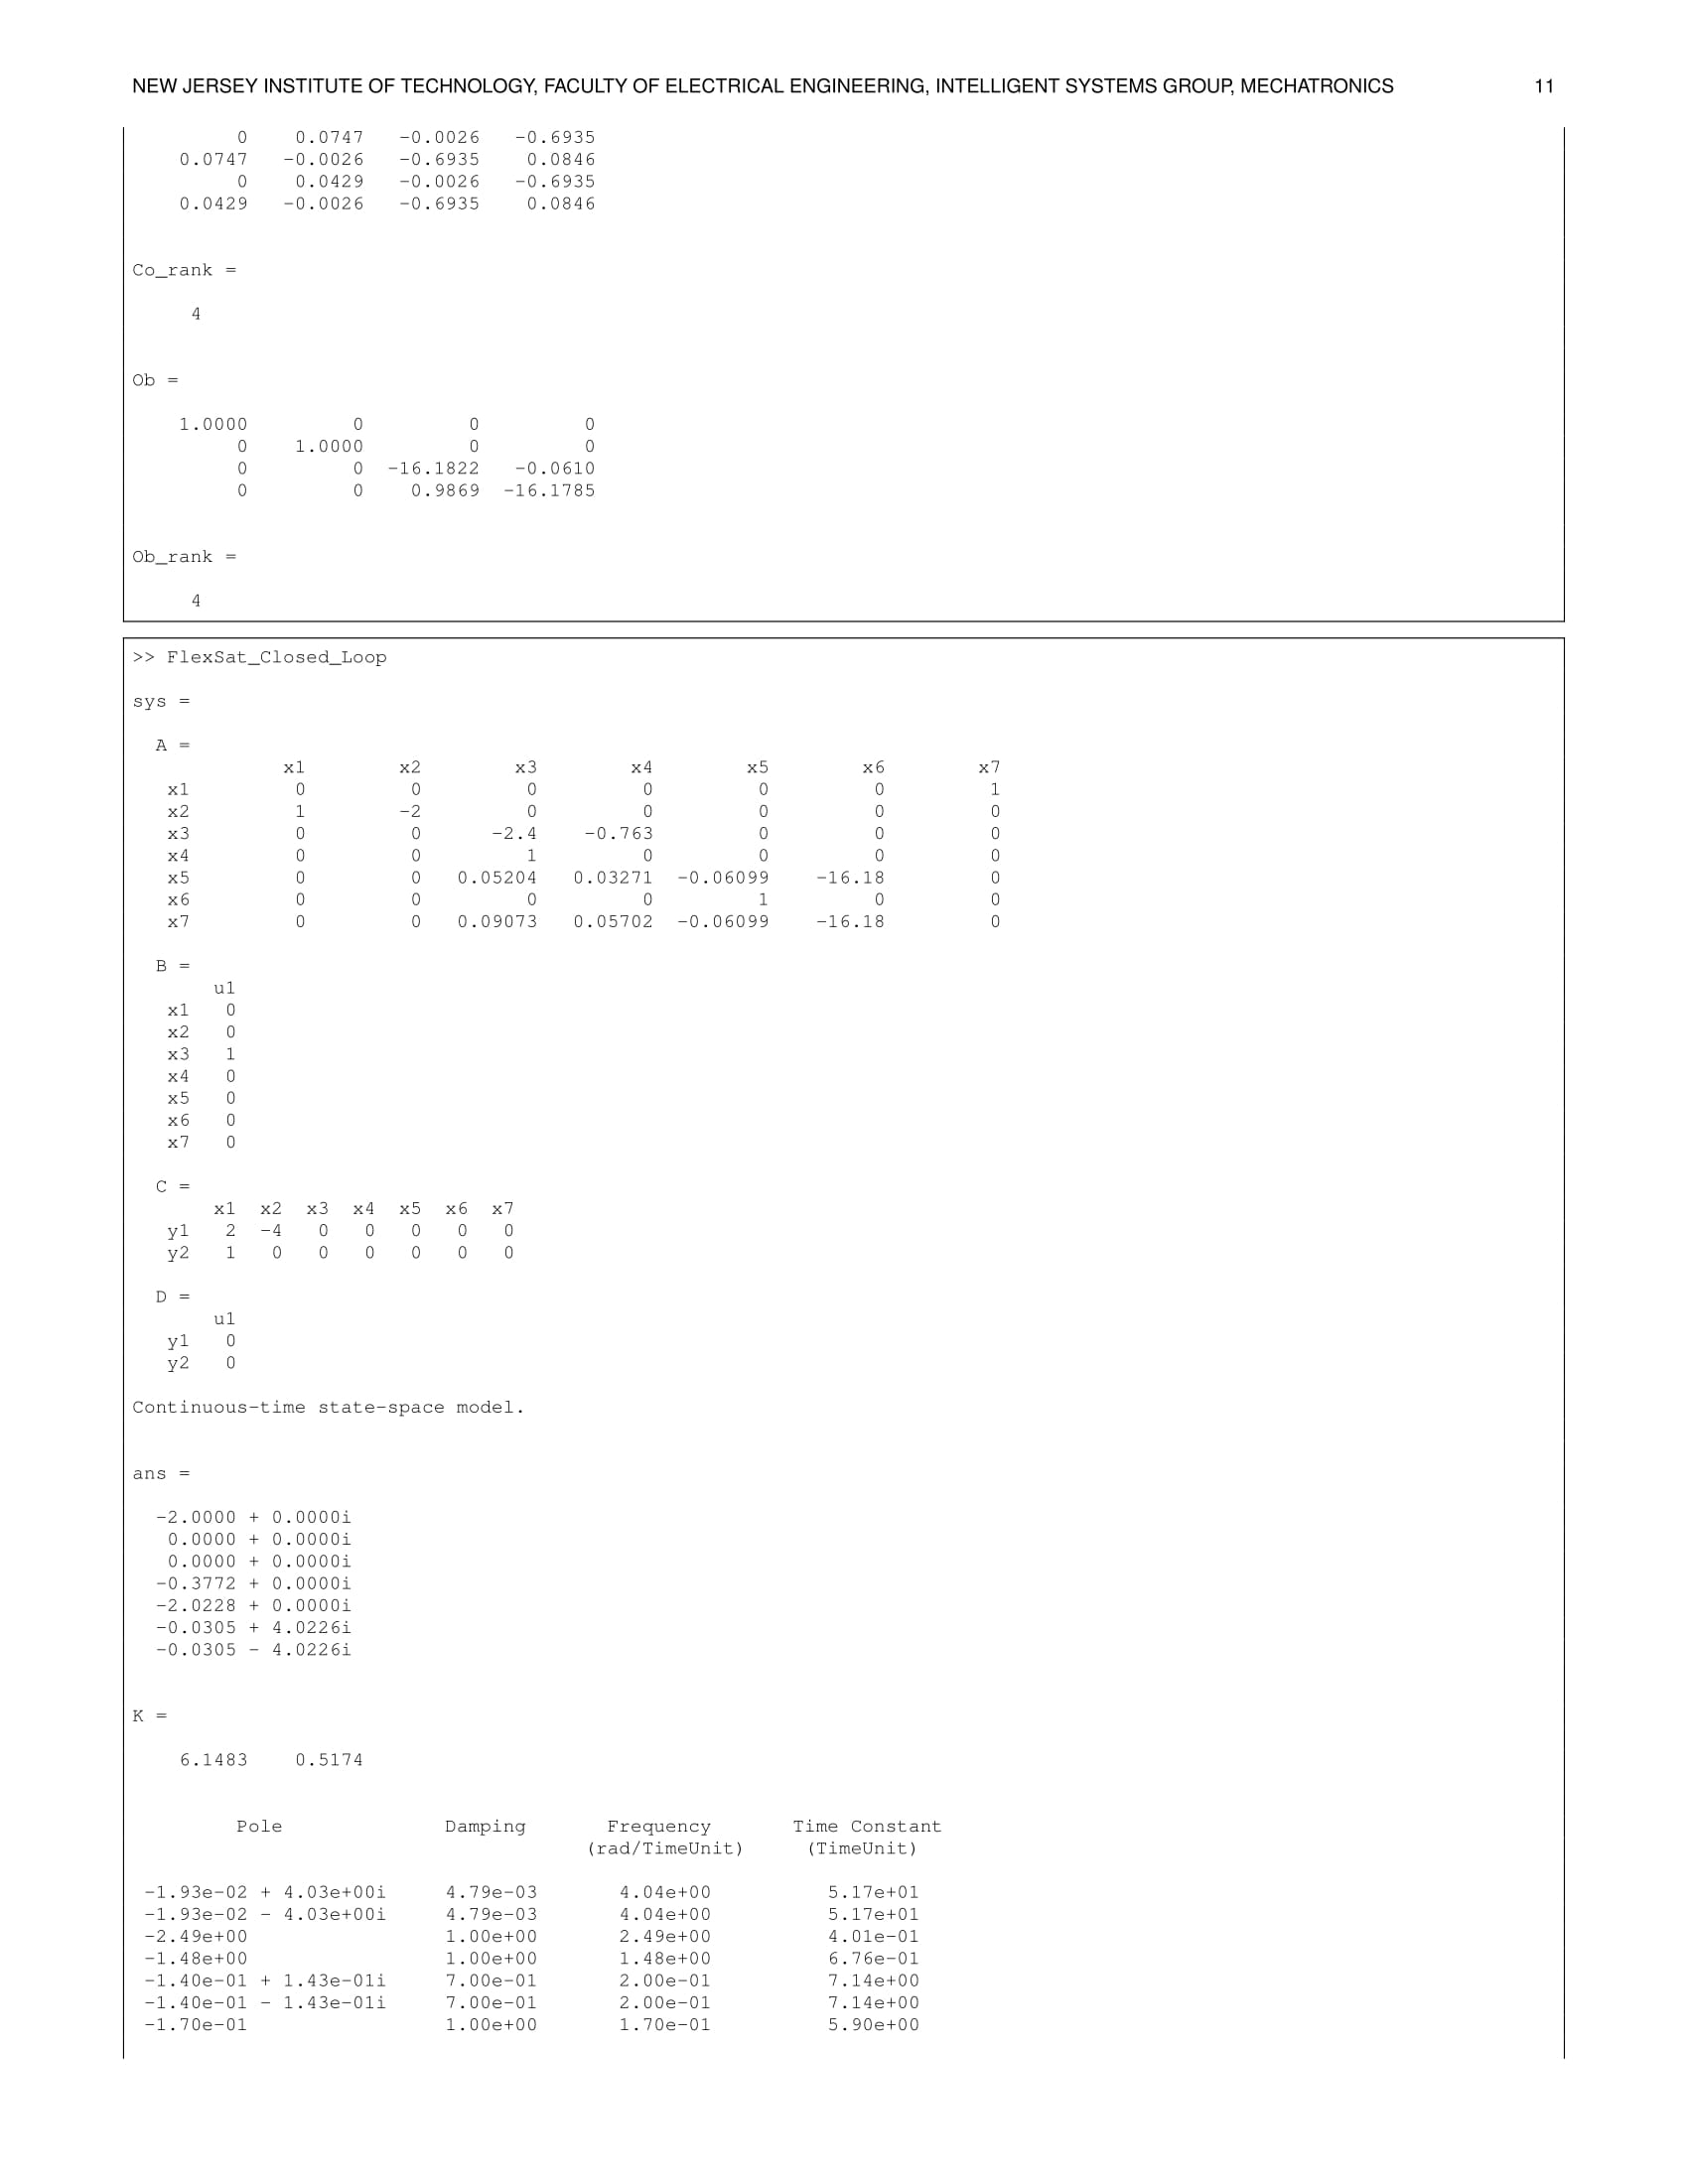 NEW JERSEY INSTITUTE OF TECHNOLOGY, FACULTY OF ELECTRICAL ENGINEERING, INTELLIGENT SYSTEMS GROUP, MECHATRONICS 11
0 0.0747 -0.0026 -0.6935
0.0747 -0.0026 -0.6935 0.0846
0 0.0429 -0.0026 -0.6935
0.0429 -0.0026 -0.6935 0.0846
Co_rank =
4
Ob =
1.0000 0 0 0
0 1.0000 0 0
0 0 -16.1822 -0.0610
0 0 0.9869 -16.1785
Ob_rank =
4
>> FlexSat_Closed_Loop
sys =
A =
x1 x2 x3 x4 x5 x6 x7
x1 0 0 0 0 0 0 1
x2 1 -2 0 0 0 0 0
x3 0 0 -2.4 -0.763 0 0 0
x4 0 0 1 0 0 0 0
x5 0 0 0.05204 0.03271 -0.06099 -16.18 0
x6 0 0 0 0 1 0 0
x7 0 0 0.09073 0.05702 -0.06099 -16.18 0
B =
u1
x1 0
x2 0
x3 1
x4 0
x5 0
x6 0
x7 0
C =
x1 x2 x3 x4 x5 x6 x7
y1 2 -4 0 0 0 0 0
y2 1 0 0 0 0 0 0
D =
u1
y1 0
y2 0
Continuous-time state-space model.
ans =
-2.0000 + 0.0000i
0.0000 + 0.0000i
0.0000 + 0.0000i
-0.3772 + 0.0000i
-2.0228 + 0.0000i
-0.0305 + 4.0226i
-0.0305 - 4.0226i
K =
6.1483 0.5174
Pole Damping Frequency Time Constant
(rad/TimeUnit) (TimeUnit)
-1.93e-02 + 4.03e+00i 4.79e-03 4.04e+00 5.17e+01
-1.93e-02 - 4.03e+00i 4.79e-03 4.04e+00 5.17e+01
-2.49e+00 1.00e+00 2.49e+00 4.01e-01
-1.48e+00 1.00e+00 1.48e+00 6.76e-01
-1.40e-01 + 1.43e-01i 7.00e-01 2.00e-01 7.14e+00
-1.40e-01 - 1.43e-01i 7.00e-01 2.00e-01 7.14e+00
-1.70e-01 1.00e+00 1.70e-01 5.90e+00